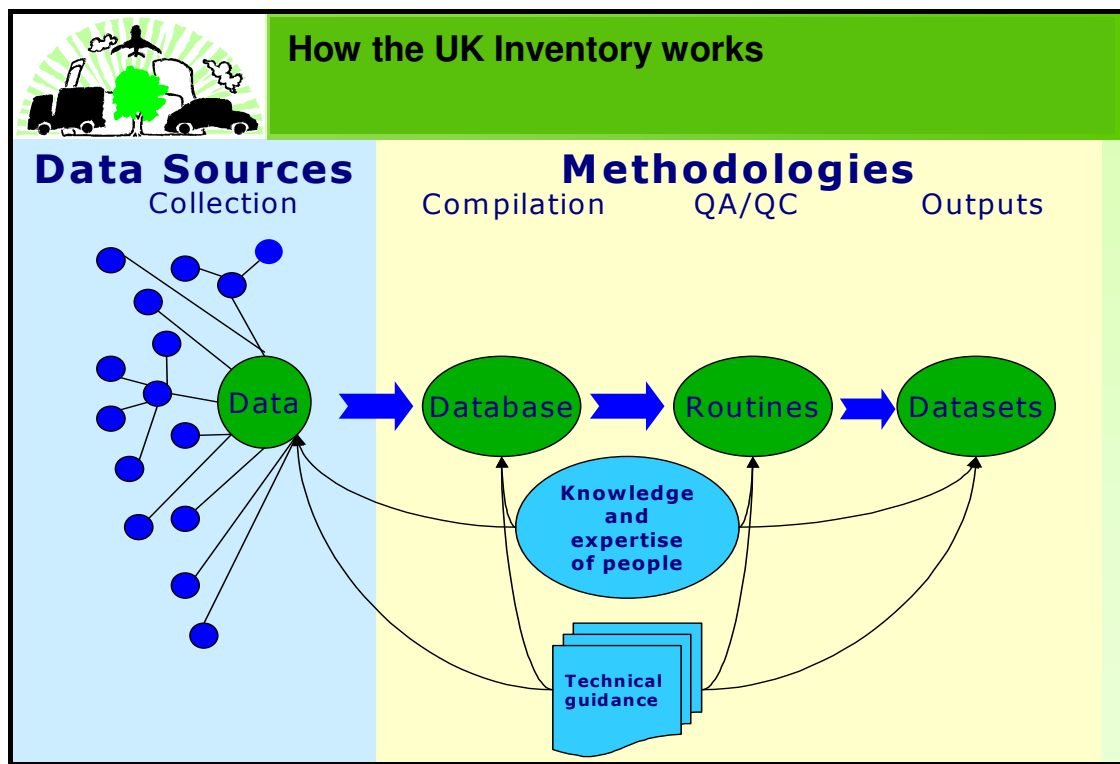 How the UK Inventory works
Data Sources
Methodologies
Collection
Compilation
QA/QC
Outputs
Data
Database
Routines
Datasets
Knowledge
and
expertise
of people
Technical
guidance